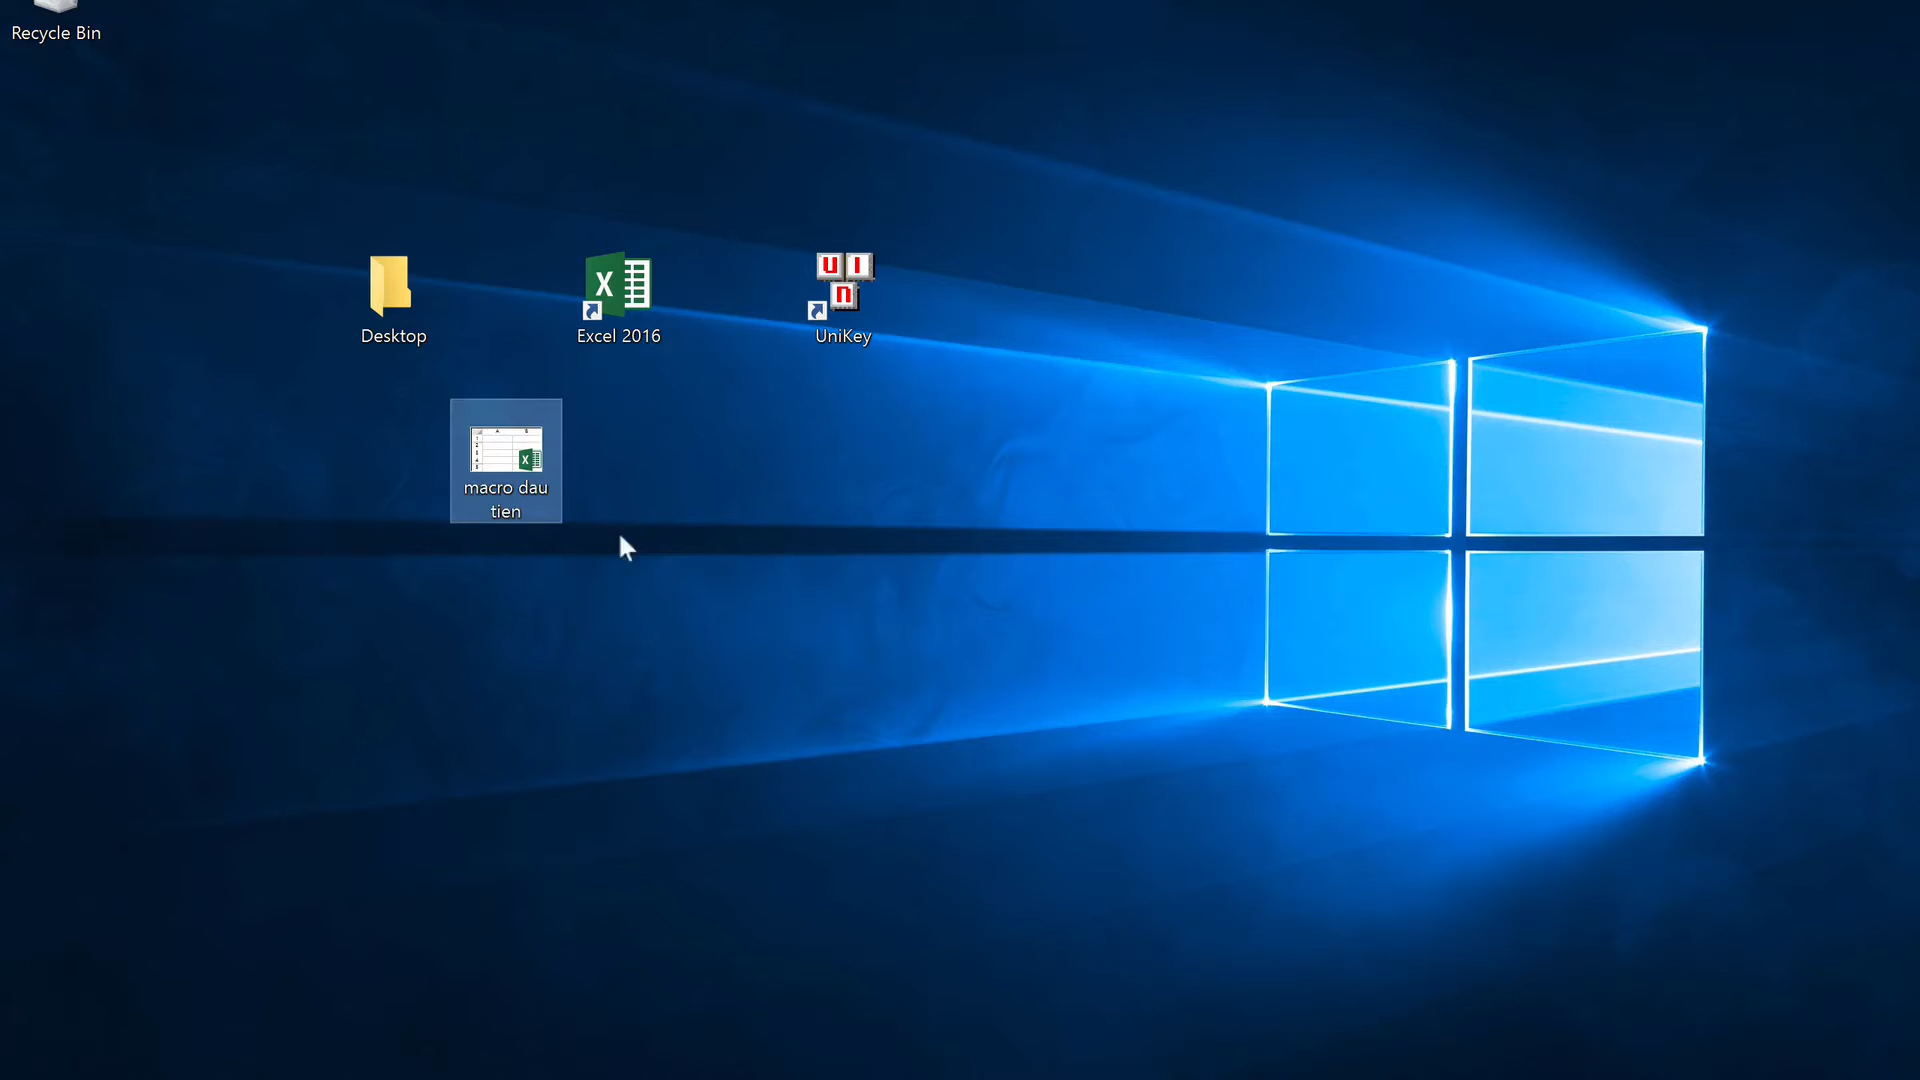 Recycle Bin
Desktop
Excel 2016
UniKey
macro dau
tien